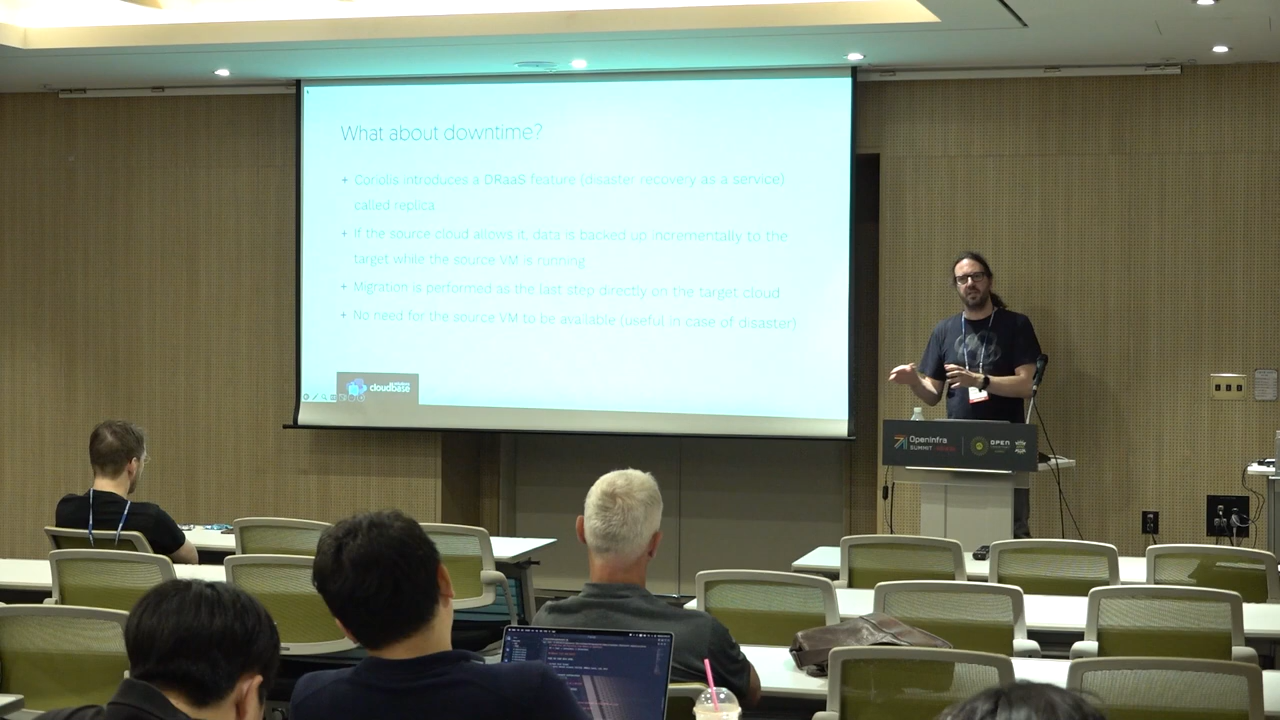 What about downtime?
+ Coriolis introduces a DRaaS feature (disaster recovery as a service)
called replica
+ If the source cloud allows it, data is backed up incrementally to the
target while the source VM is running
+ Migration is performed as the last step directly on the target cloud
+ No need for the source VM to be available (useful in case of disaster)
cloudbase
solutions
OpenInfra
SUMMIT
OPEN